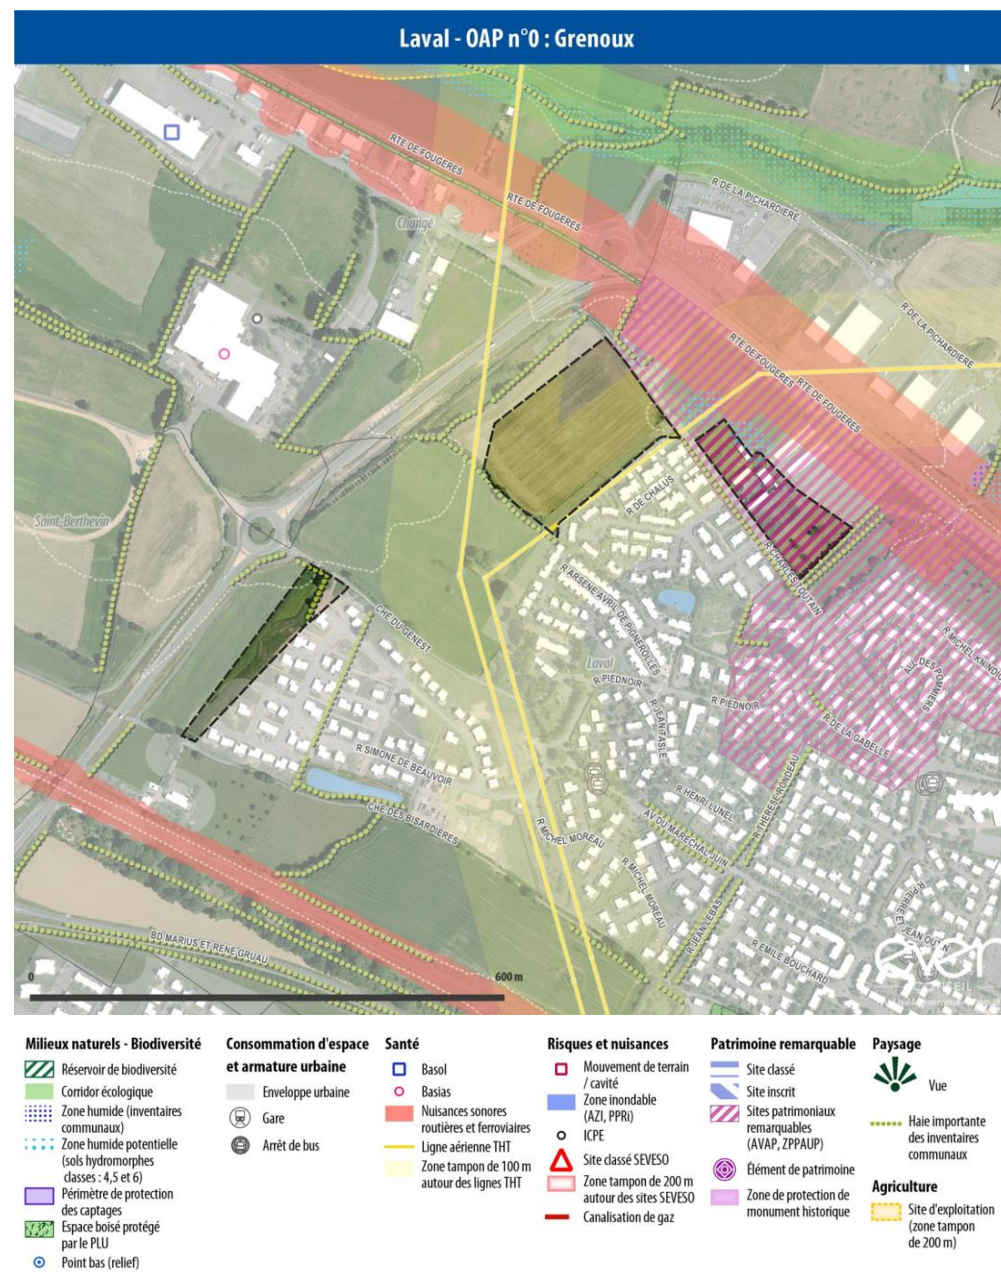 Laval - OAP n°0 : Grenoux
RTE DE FOUGERES
RTE DE FOUGERES
R DE LA PICHARDIERE
Changé
R DE LA PICHARDIERE
RTE DE FOUGERES
RTE DE FOUGERES
R DE CHALUS
Saint-Berthevin
R CHARLES TOUTAIN
R ARSENE AVRIL DE PIGNEROLLES
CHE DU GENEST
R MICHEL KNINDIC
Laval
R PIEDNOIR
R PIEDNOIR
ALL DES POMMIERS
R JEAN TASLE
R DE LA GABELLE
R SIMONE DE BEAUVOIR
R HENRI LUNEL
R THERESE RONDEAU
CHE DES BISARDIERES
R MICHEL MOREAU
AV DU MARECHAL JUIN
R MICHEL MOREAU
R JEAN LEBAS
R PIERRE ET JEAN OUDIN
BD MARIUS ET RENE GRUAU
R EMILE BOUCHARD
even
CONSEIL
0
600 m
Milieux naturels - Biodiversité
Réservoir de biodiversité
Corridor écologique
Zone humide (inventaires
communaux)
Zone humide potentielle
(sols hydromorphes
classes : 4,5 et 6)
Périmètre de protection
des captages
Espace boisé protégé
par le PLU
Point bas (relief)
Consommation d'espace
et armature urbaine
Enveloppe urbaine
Gare
Arrêt de bus
Santé
Basol
Basias
Nuisances sonores
routières et ferroviaires
Ligne aérienne THT
Zone tampon de 100 m
autour des lignes THT
Risques et nuisances
Mouvement de terrain
/ cavité
Zone inondable
(AZI, PPRi)
ICPE
Site classé SEVESO
Zone tampon de 200 m
autour des sites SEVESO
Canalisation de gaz
Patrimoine remarquable
Site classé
Site inscrit
Sites patrimoniaux
remarquables
(AVAP, ZPPAUP)
Élément de patrimoine
Zone de protection de
monument historique
Paysage
Vue
Haie importante
des inventaires
communaux
Agriculture
Site d'exploitation
(zone tampon
de 200 m)